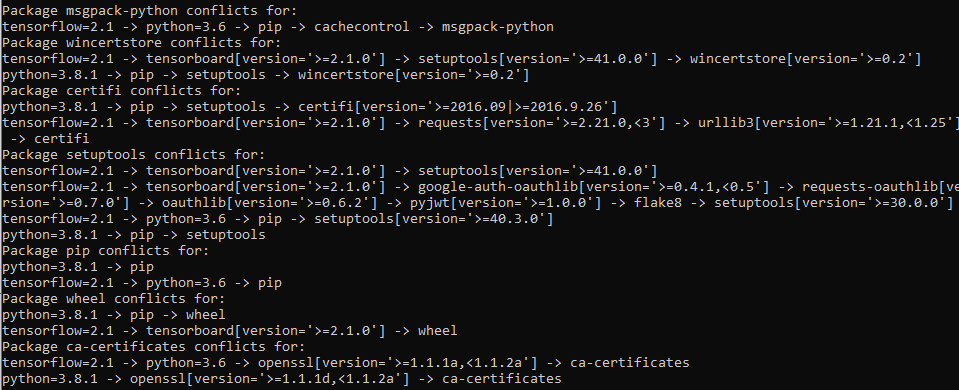 Package msgpack-python conflicts for:
tensorflow=2.1 -> python=3.6 -> pip -> cachecontrol -> msgpack-python
Package wincertstore conflicts for:
tensorflow=2.1 -> tensorboard[version='>=2.1.0'] -> setuptools[version='>=41.0.0'] -> wincertstore[version='>=0.2']
python=3.8.1 -> pip -> setuptools -> wincertstore[version='>=0.2']
Package certifi conflicts for:
python=3.8.1 -> pip -> setuptools -> certifi[version='>=2016.09|>=2016.9.26']
tensorflow=2.1 -> tensorboard[version='>=2.1.0'] -> requests[version='>=2.21.0,<3'] -> urllib3[version='>=1.21.1,<1.25']
-> certifi
Package setuptools conflicts for:
tensorflow=2.1 -> tensorboard[version='>=2.1.0'] -> setuptools[version='>=41.0.0']
tensorflow=2.1 -> tensorboard[version='>=2.1.0'] -> google-auth-oauthlib[version='>=0.4.1,<0.5'] -> requests-oauthlib[ve
rsion='>=0.7.0'] -> oauthlib[version='>=0.6.2'] -> pyjwt[version='>=1.0.0'] -> flake8 -> setuptools[version='>=30.0.0']
tensorflow=2.1 -> python=3.6 -> pip -> setuptools[version='>=40.3.0']
python=3.8.1 -> pip -> setuptools
Package pip conflicts for:
python=3.8.1 -> pip
tensorflow=2.1 -> python=3.6 -> pip
Package wheel conflicts for:
python=3.8.1 -> pip -> wheel
tensorflow=2.1 -> tensorboard[version='>=2.1.0'] -> wheel
Package ca-certificates conflicts for:
tensorflow=2.1 -> python=3.6 -> openssl[version='>=1.1.1a,<1.1.2a'] -> ca-certificates
python=3.8.1 -> openssl[version='>=1.1.1d,<1.1.2a'] -> ca-certificates